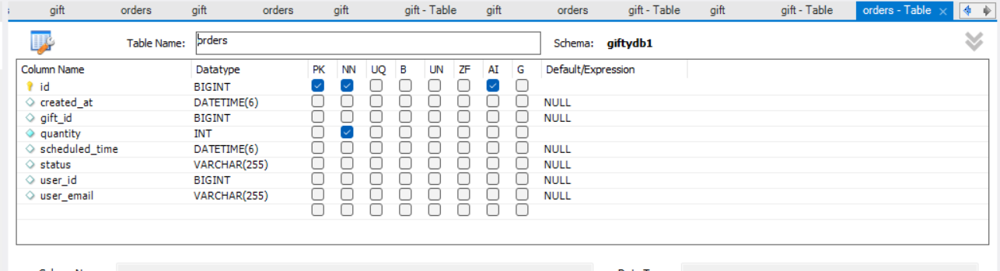 gift orders gift orders gift gift - Table gift orders gift - Table gift gift - Table orders - Table
Table Name: orders Schema: giftydb1
Column Name Datatype PK NN UQ B UN ZF AI G Default/Expression
id BIGINT
created_at DATETIME(6) NULL
gift_id BIGINT NULL
quantity INT
scheduled_time DATETIME(6) NULL
status VARCHAR(255) NULL
user_id BIGINT NULL
user_email VARCHAR(255) NULL